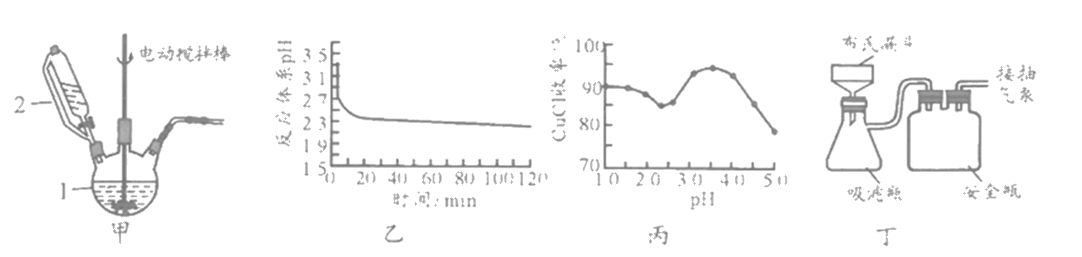 2
1
电动搅拌棒
甲
反应体系pH
3.5
3.1
2.7
2.3
1.9
1.5
0 20 40 60 80 100 120
时间/min
乙
CuCl收率
100
90
80
70
1.0 2.0 3.0 4.0 5.0
pH
丙
布氏漏斗
接抽
气泵
吸滤瓶
安全瓶
丁